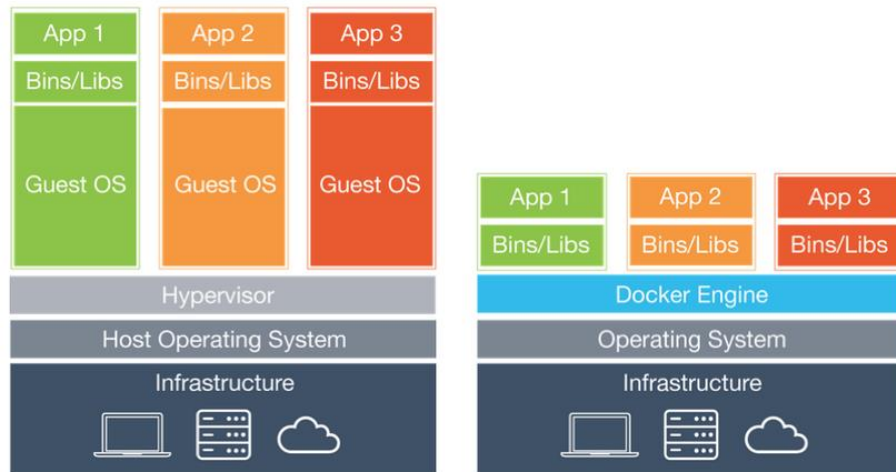 App 1
App 2
App 3
Bins/Libs
Bins/Libs
Bins/Libs
Guest OS
Guest OS
Guest OS
Hypervisor
Host Operating System
Infrastructure
App 1
App 2
App 3
Bins/Libs
Bins/Libs
Bins/Libs
Docker Engine
Operating System
Infrastructure